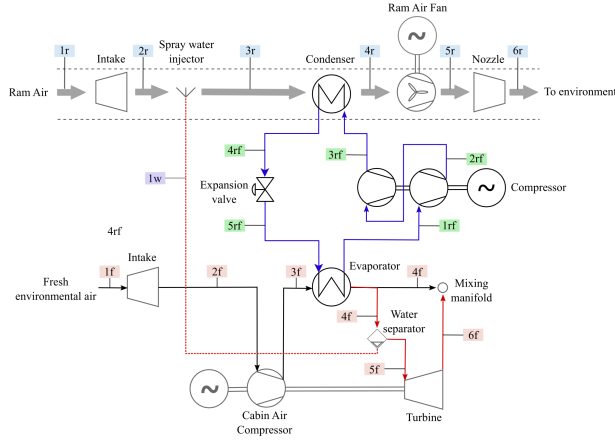 Ram Air Fan
1r
Intake
2r
Spray water
injector
3r
Condenser
4r
5r
Nozzle
6r
Ram Air
To environment
4rf
3rf
2rf
1w
Expansion
valve
Compressor
5rf
1rf
4rf
Intake
Evaporator
Fresh
environmental air
1f
2f
3f
4f
Mixing
manifold
4f
Water
separator
6f
5f
Cabin Air
Compressor
Turbine